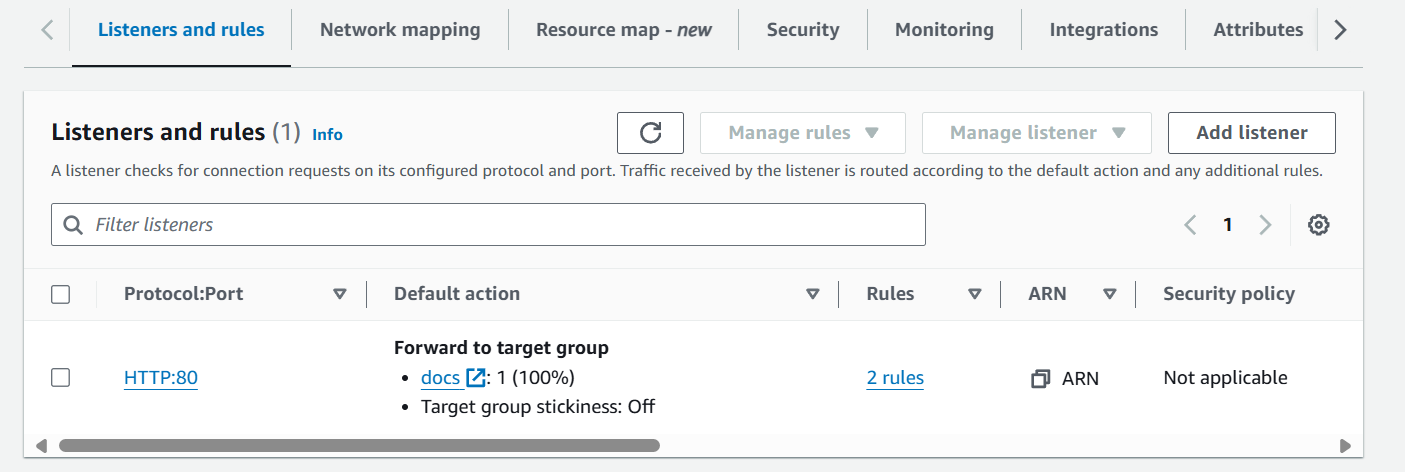 Listeners and rules Network mapping Resource map - new Security Monitoring Integrations Attributes
Listeners and rules (1) Info Manage rules Manage listener Add listener
A listener checks for connection requests on its configured protocol and port. Traffic received by the listener is routed according to the default action and any additional rules.
Filter listeners 1
Protocol:Port Default action Rules ARN Security policy
Forward to target group
HTTP:80 • docs : 1 (100%) 2 rules ARN Not applicable
• Target group stickiness: Off